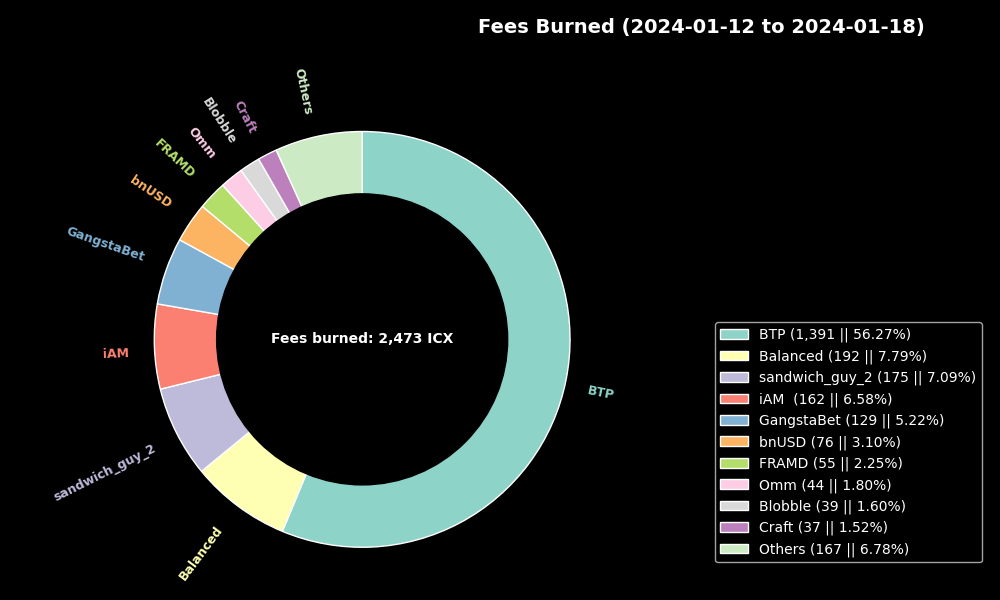 Fees Burned (2024-01-12 to 2024-01-18)
Others
Craft
Blobble
Omm
FRAMD
bnUSD
GangstaBet
iAM
sandwich_guy_2
Balanced
BTP
Fees burned: 2,473 ICX
BTP (1,391 || 56.27%)
Balanced (192 || 7.79%)
sandwich_guy_2 (175 || 7.09%)
iAM  (162 || 6.58%)
GangstaBet (129 || 5.22%)
bnUSD (76 || 3.10%)
FRAMD (55 || 2.25%)
Omm (44 || 1.80%)
Blobble (39 || 1.60%)
Craft (37 || 1.52%)
Others (167 || 6.78%)